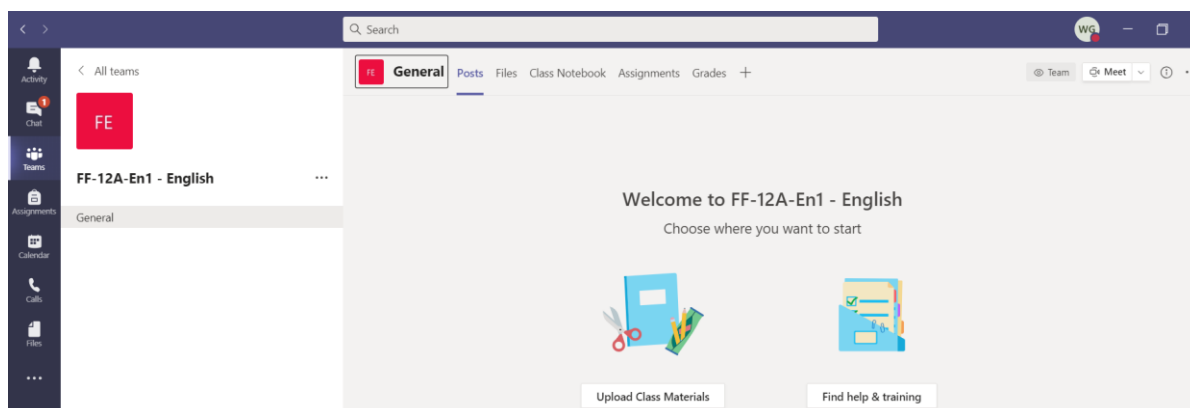 Search
WG
Activity
Chat
1
Teams
Assignments
Calendar
Calls
Files
All teams
FE
FF-12A-En1 - English
General
FE General Posts Files Class Notebook Assignments Grades
Team Meet
Welcome to FF-12A-En1 - English
Choose where you want to start
Upload Class Materials Find help & training